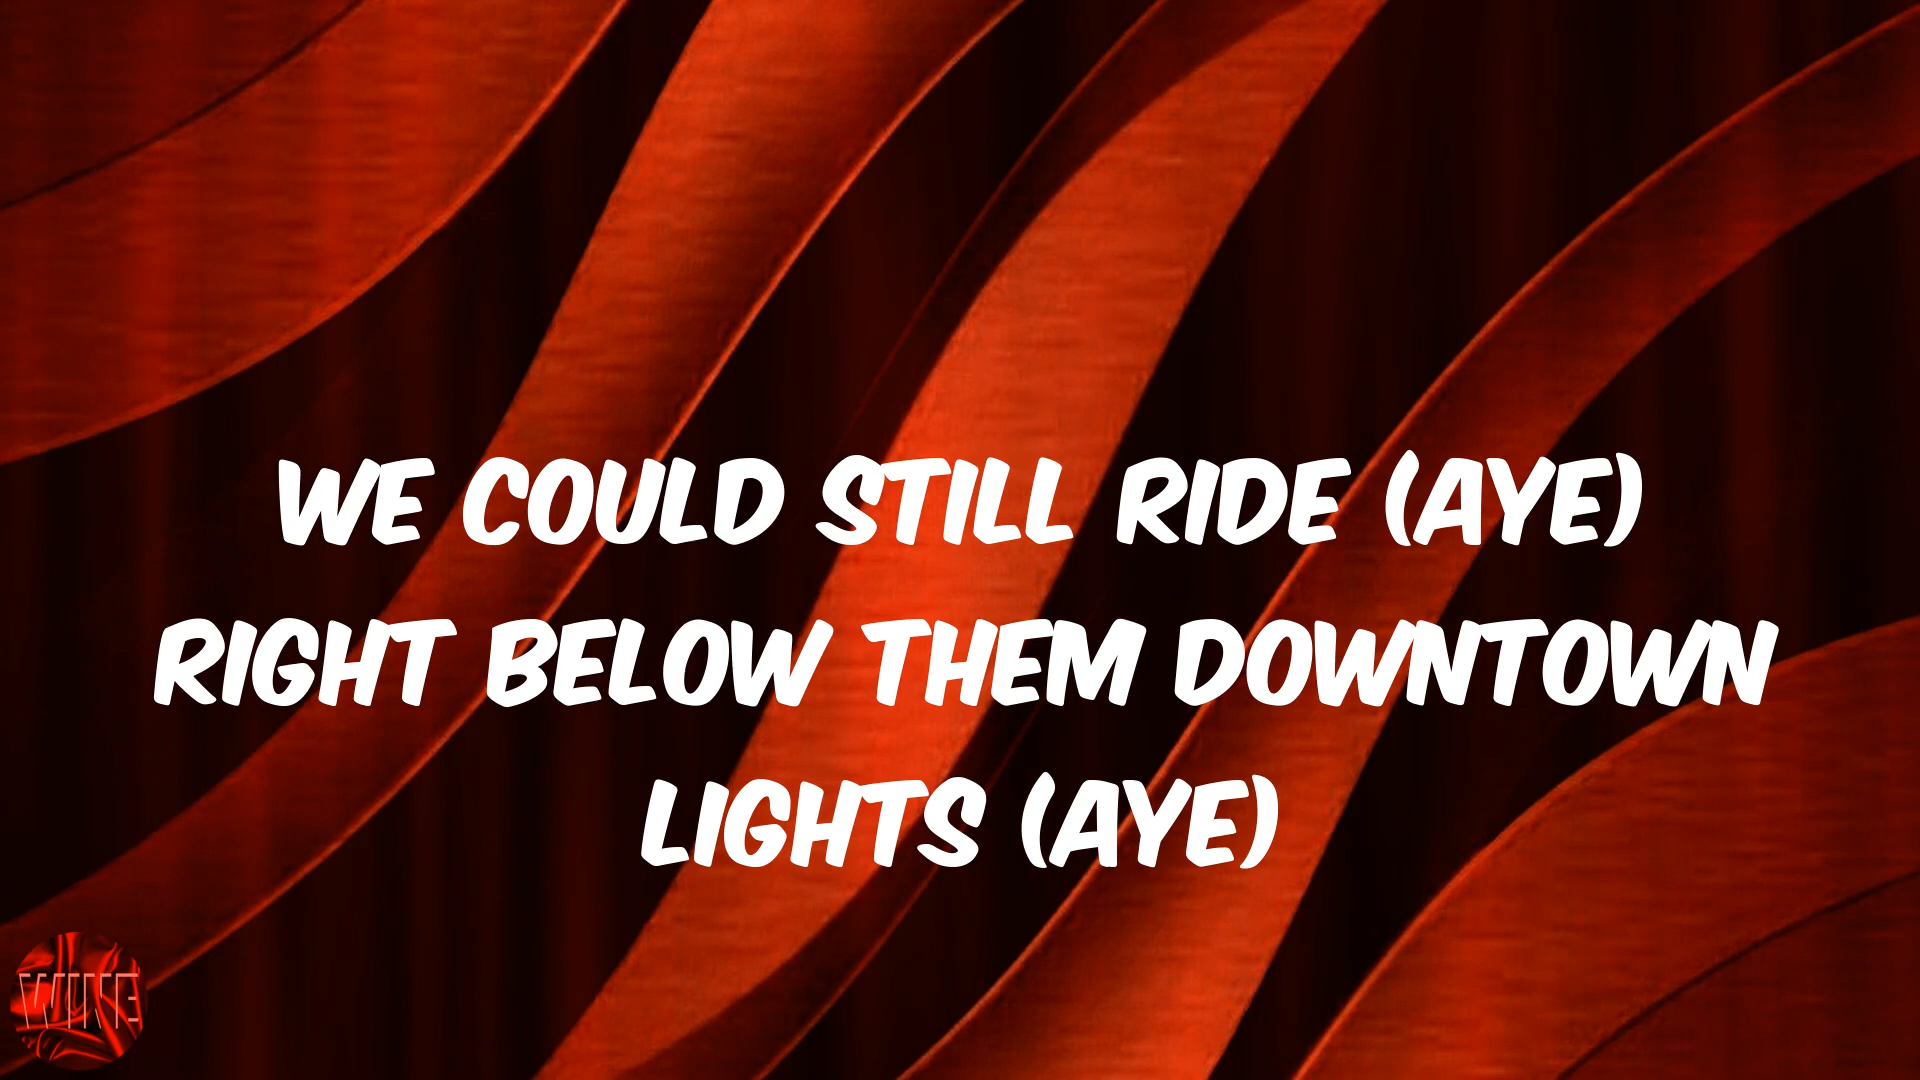 WE COULD STILL RIDE (AYE)
RIGHT BELOW THEM DOWNTOWN
LIGHTS (AYE)